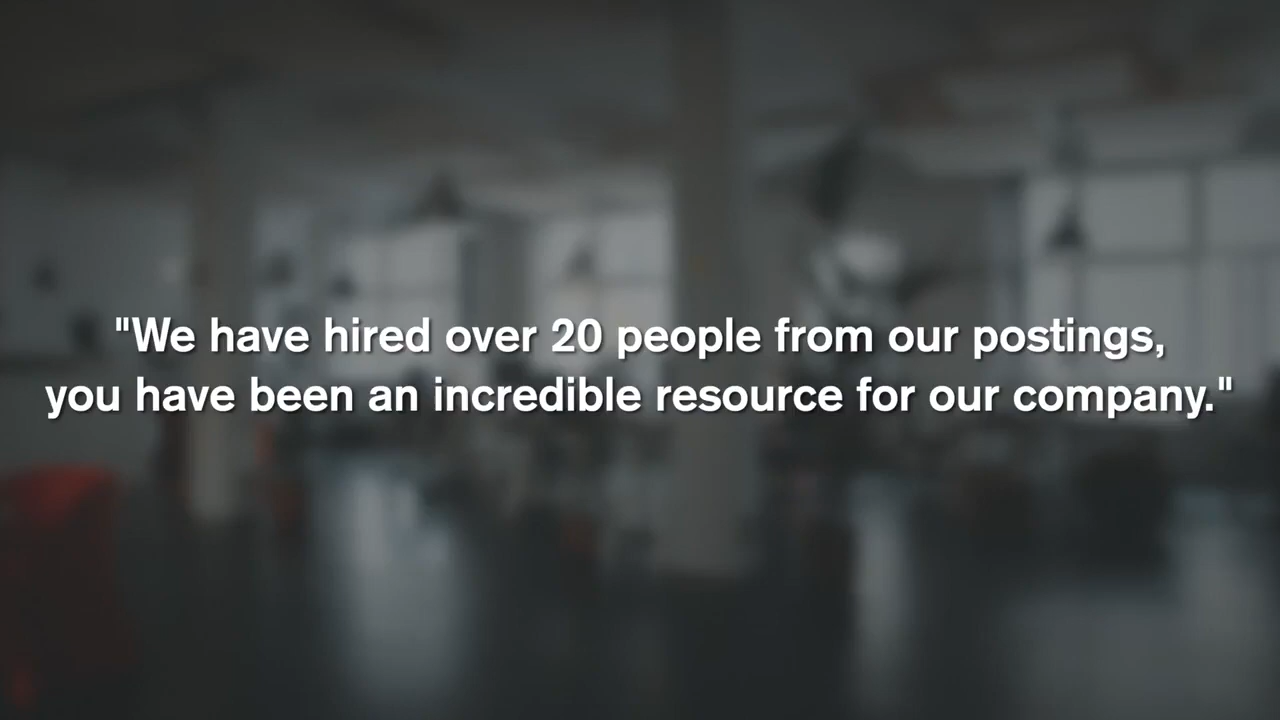 "We have hired over 20 people from our postings,
you have been an incredible resource for our company."